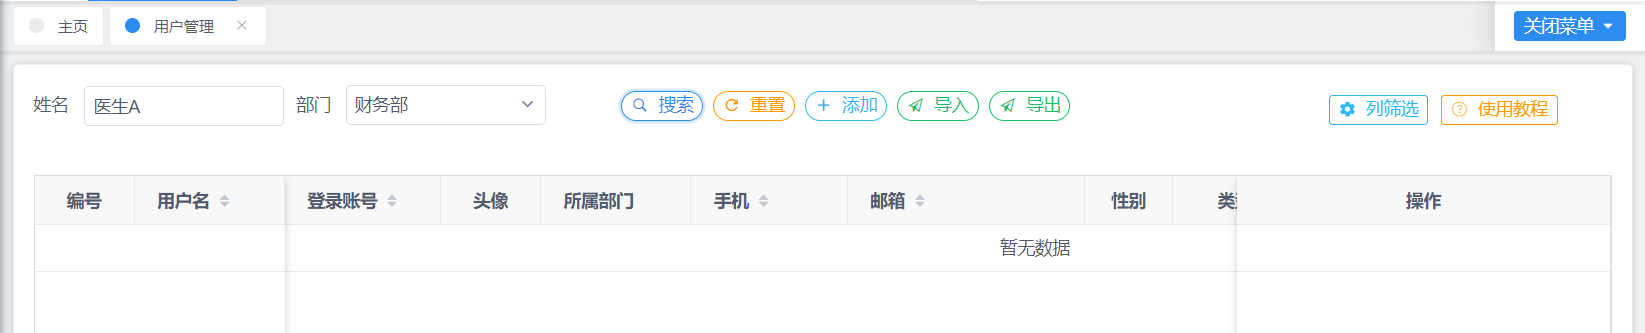 主页 用户管理 关闭菜单
姓名 医生A 部门 财务部 搜索 重置 添加 导入 导出 列筛选 使用教程
编号 用户名 登录账号 头像 所属部门 手机 邮箱 性别 类 操作
暂无数据